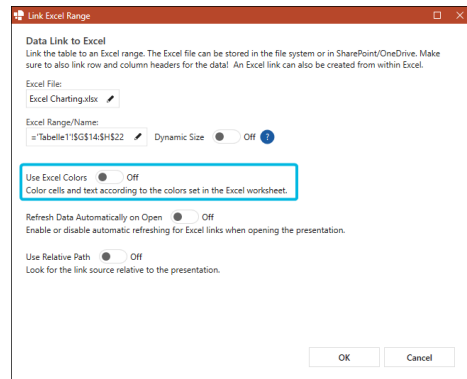 Link Excel Range
Data Link to Excel
Link the table to an Excel range. The Excel file can be stored in the file system or in SharePoint/OneDrive. Make
sure to also link row and column headers for the data! An Excel link can also be created from within Excel.
Excel File:
Excel Charting.xlsx
Excel Range/Name:
='Tabelle1'!$G$14:$H$22 Dynamic Size Off ?
Use Excel Colors Off
Color cells and text according to the colors set in the Excel worksheet.
Refresh Data Automatically on Open Off
Enable or disable automatic refreshing for Excel links when opening the presentation.
Use Relative Path Off
Look for the link source relative to the presentation.
OK Cancel